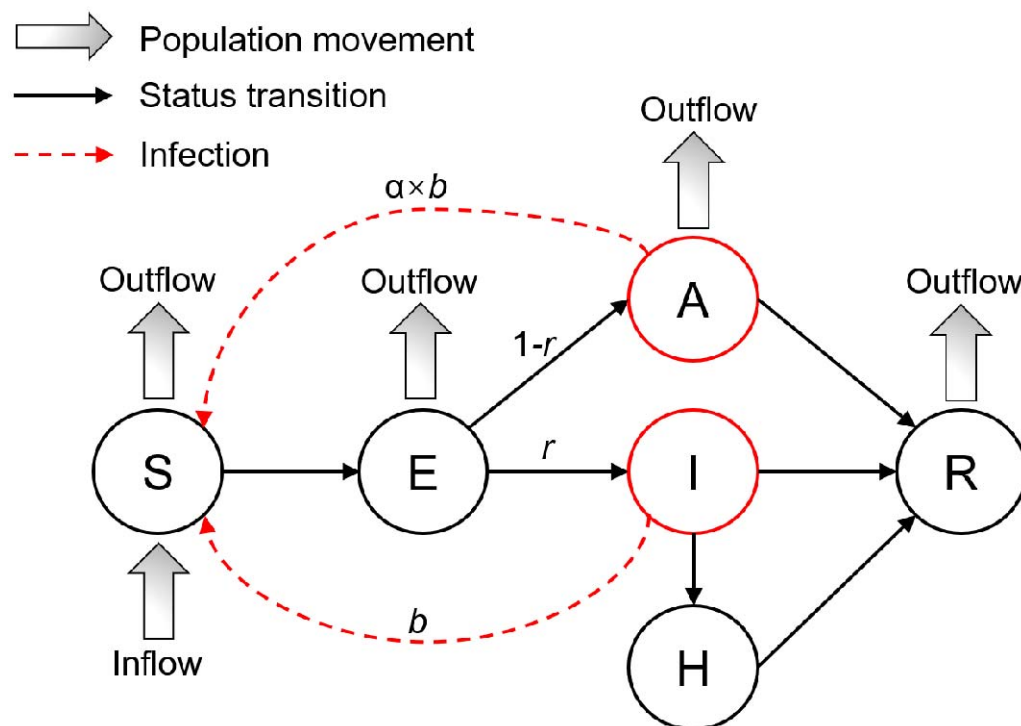 Population movement
Status transition
Infection
Outflow
α×b
Outflow
Outflow
A
Outflow
1-r
S
E
r
I
R
b
Inflow
H